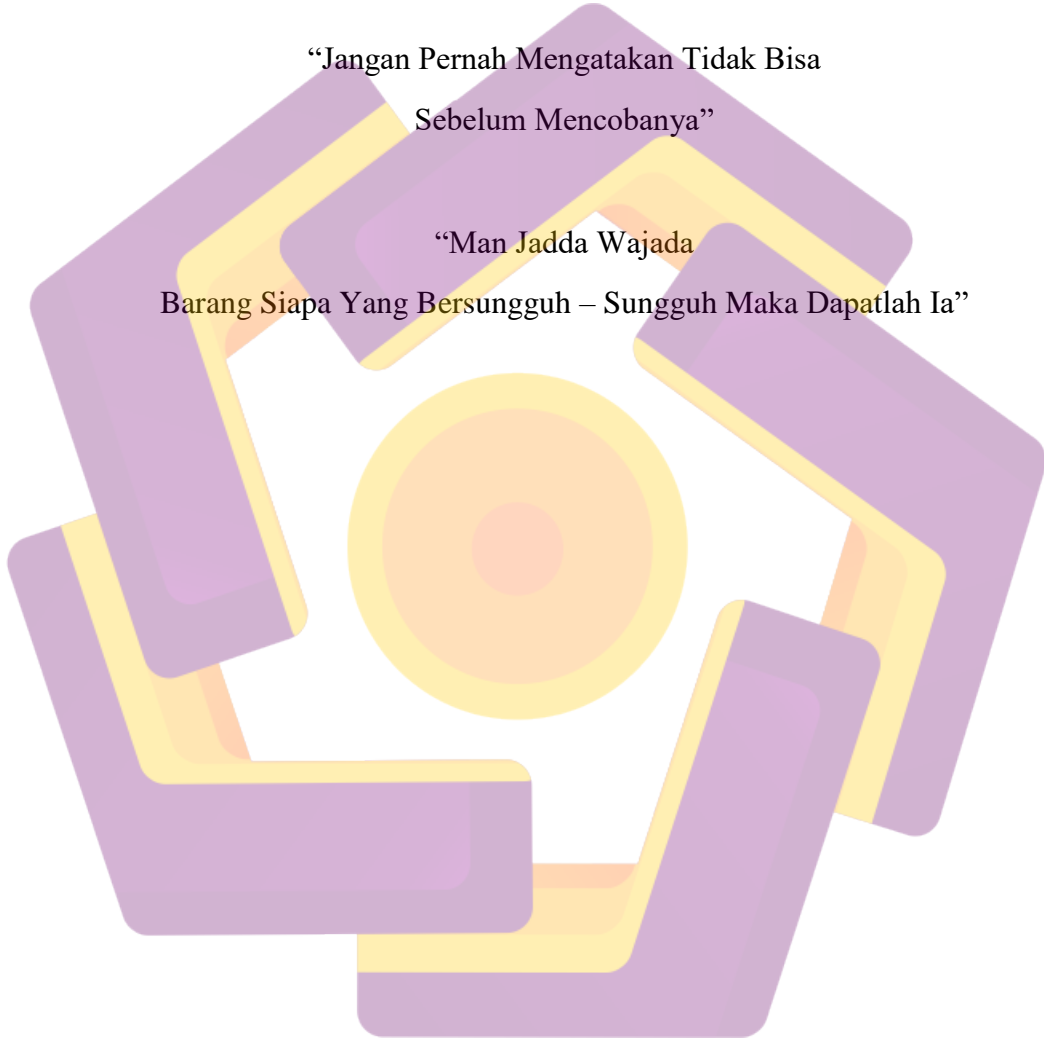 “Jangan Pernah Mengatakan Tidak Bisa
Sebelum Mencobanya”
“Man Jadda Wajada
Barang Siapa Yang Bersungguh – Sungguh Maka Dapatlah Ia”